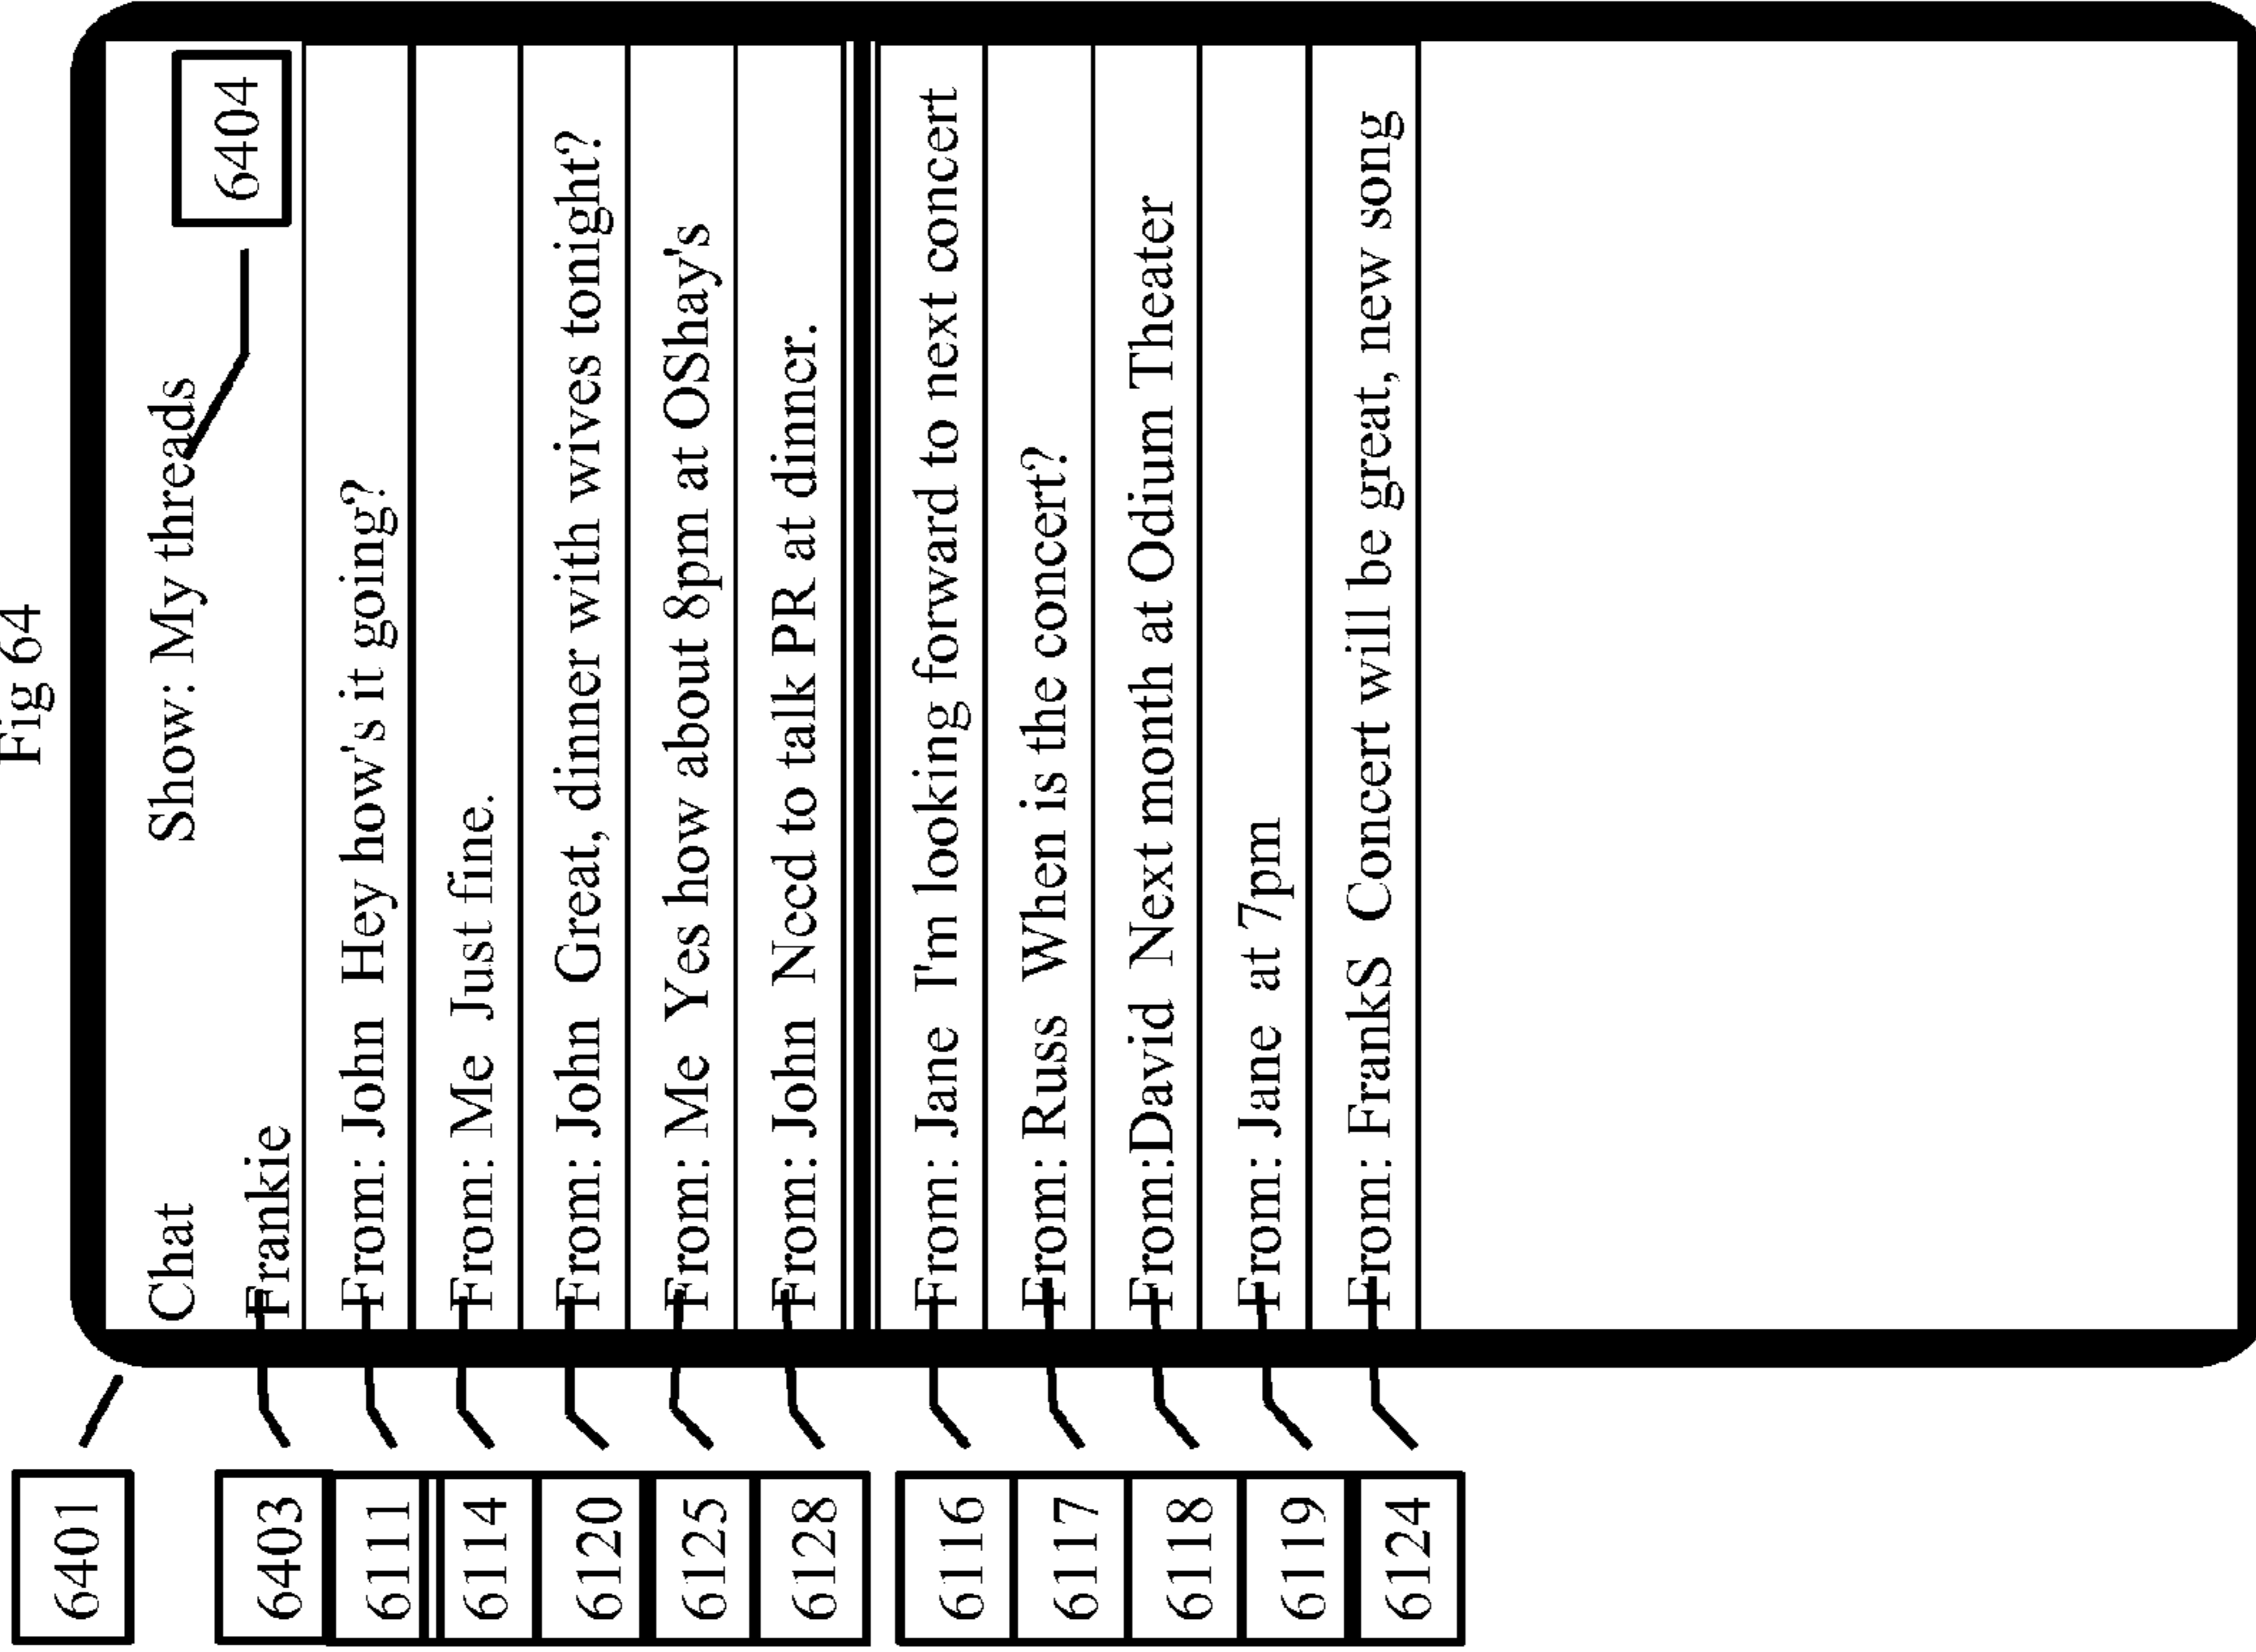 Fig 64
6401
Chat Show: My threads
6404
6403 Frankie
6111 From: John Hey how's it going?
6114 From: Me Just fine.
6120 From: John Great, dinner with wives tonight?
6125 From: Me Yes how about 8pm at OShay's
6128 From: John Need to talk PR at dinner.
6116 From: Jane I'm looking forward to next concert
6117 From: Russ When is the concert?
6118 From:David Next month at Odium Theater
6119 From: Jane at 7pm
6124 From: FrankS Concert will be great, new song